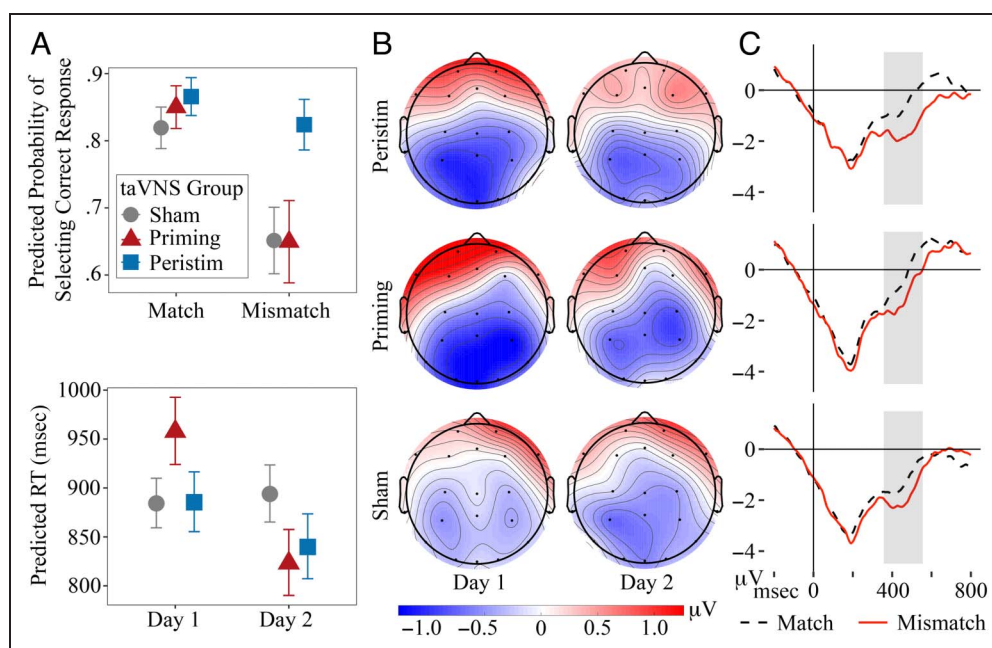 A
Predicted Probability of
Selecting Correct Response
.9
.8
.7
.6
taVNS Group
Sham
Priming
Peristim
Match
Mismatch
Predicted RT (msec)
1000
950
900
850
800
Day 1
Day 2
B
Peristim
Priming
Sham
Day 1
Day 2
μV
−1.0
−0.5
0
0.5
1.0
C
0
−2
−4
0
−2
−4
0
−2
−4
μV
msec
0
400
800
Match
Mismatch